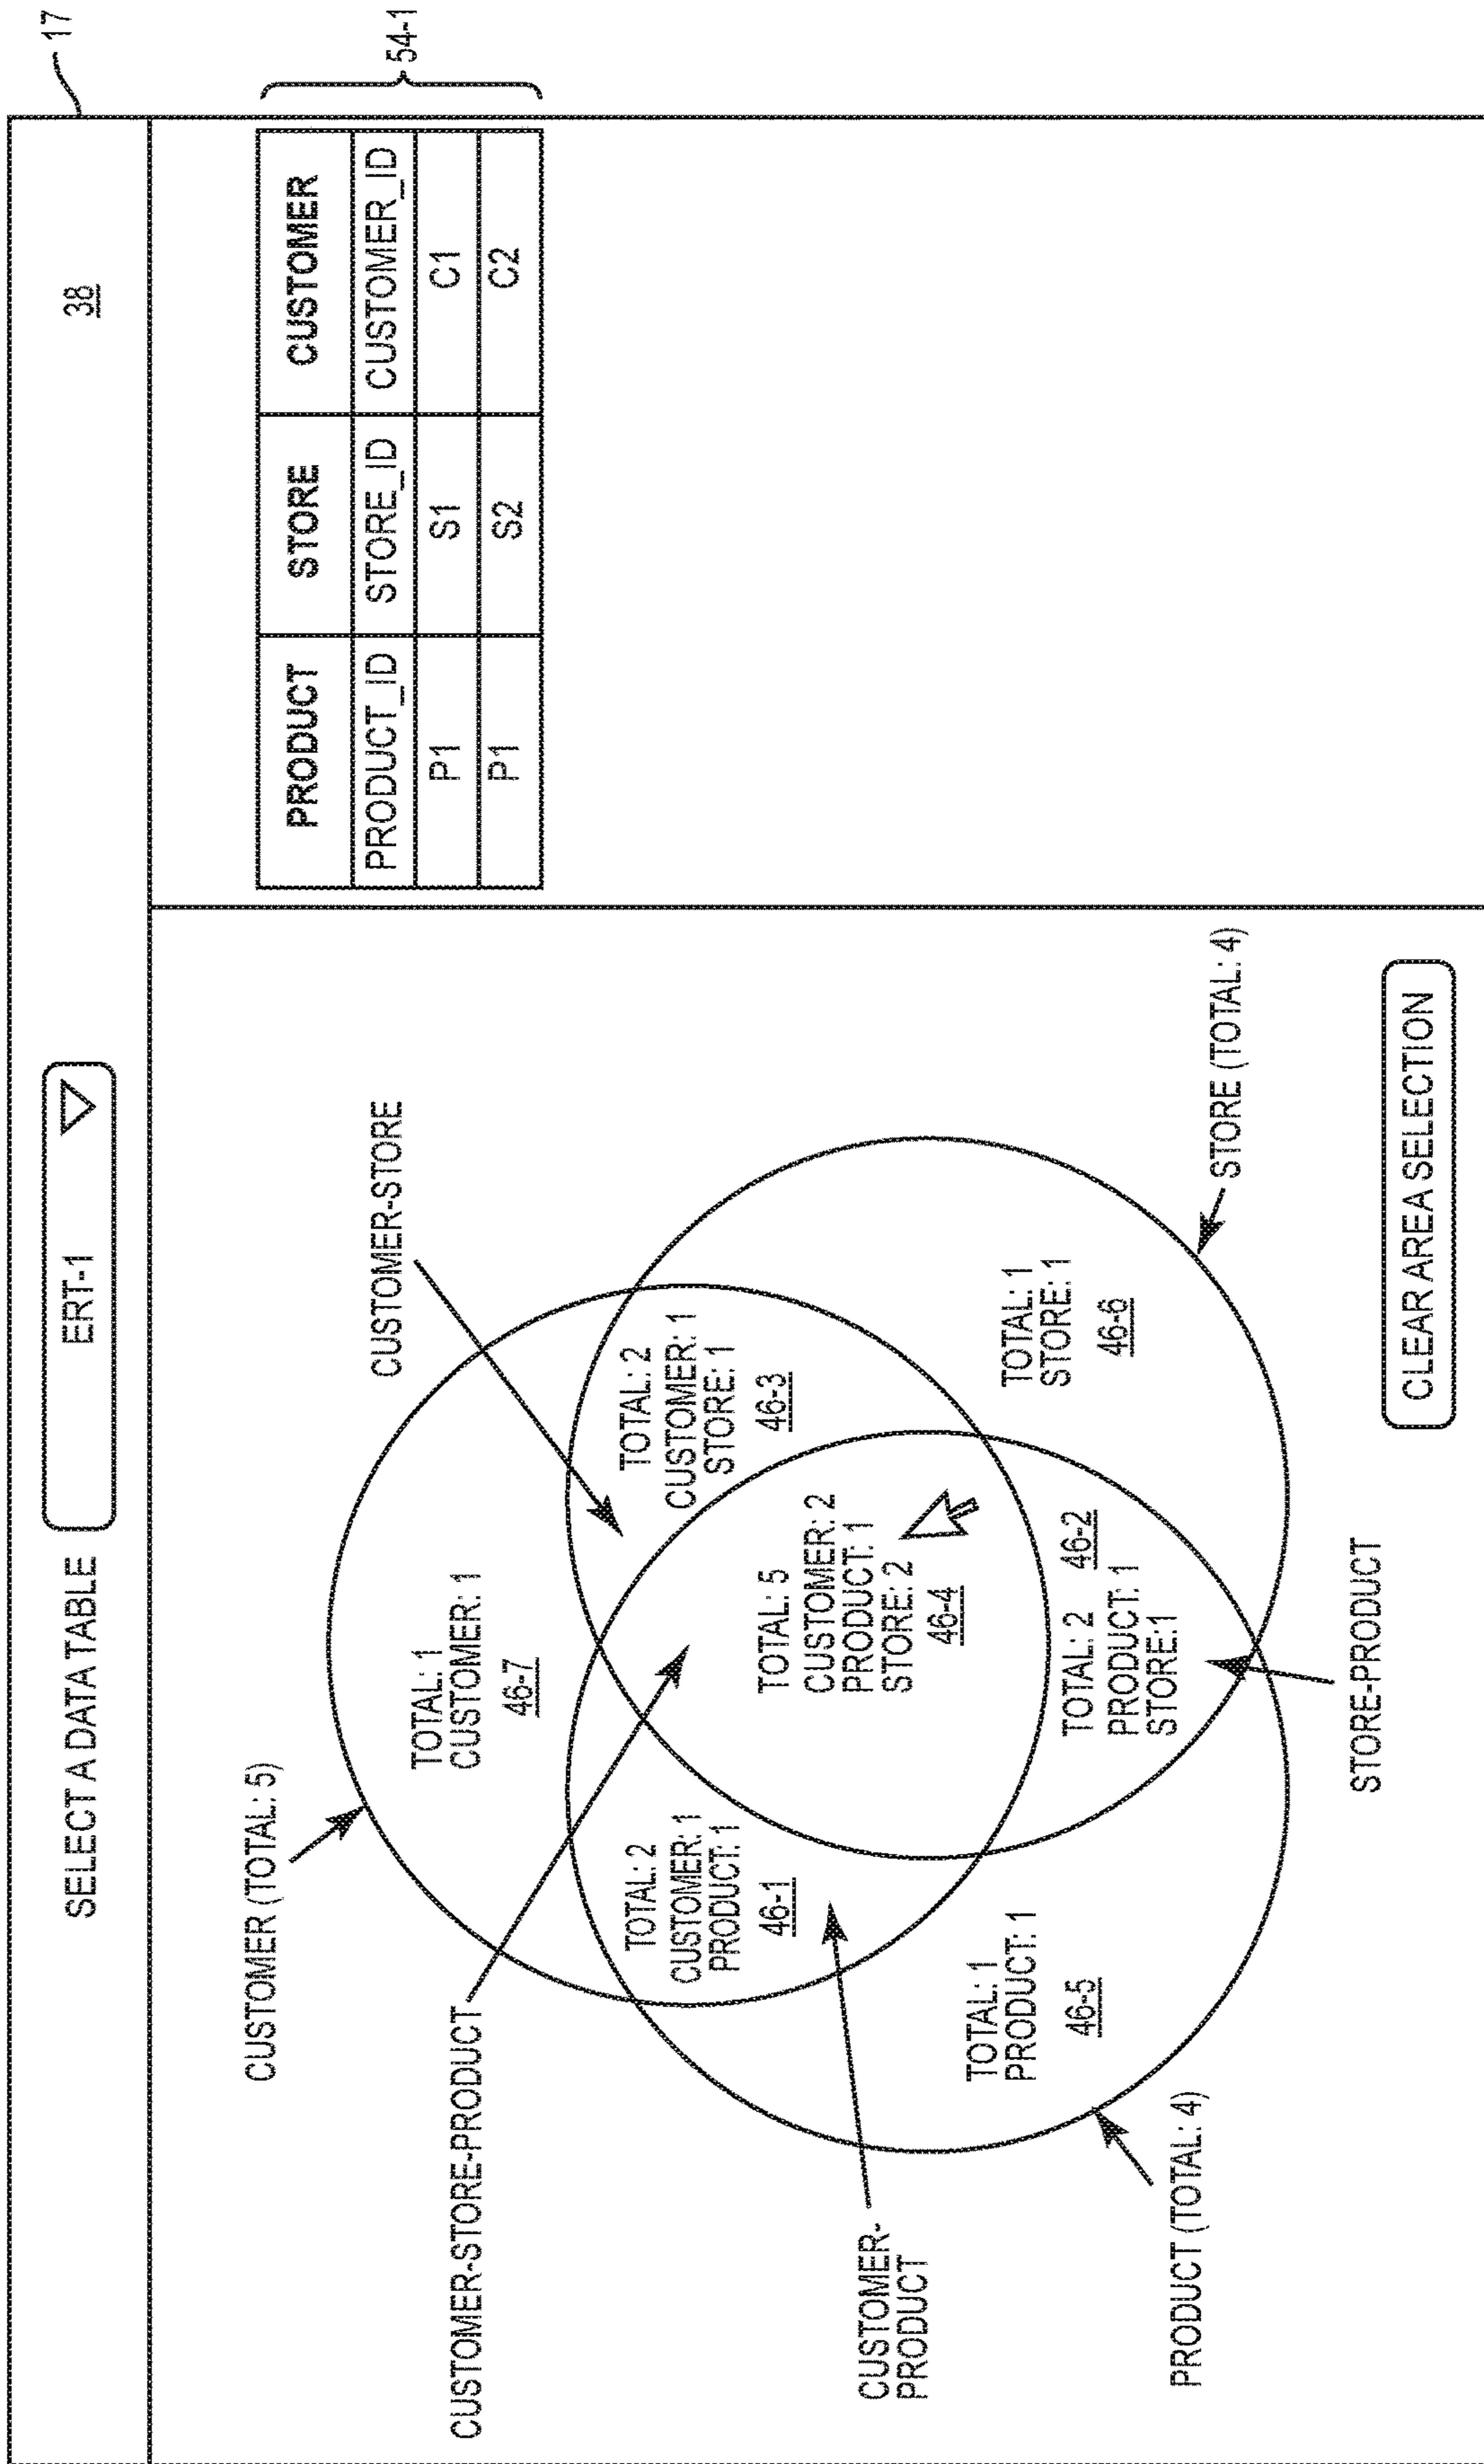 17
SELECT A DATA TABLE
ERT-1
38
CUSTOMER (TOTAL: 5)
CUSTOMER-STORE
CUSTOMER-STORE-PRODUCT
TOTAL: 1
CUSTOMER: 1
46-7
TOTAL: 2
CUSTOMER: 1
PRODUCT: 1
46-1
TOTAL: 2
CUSTOMER: 1
STORE: 1
46-3
TOTAL: 5
CUSTOMER: 2
PRODUCT: 1
STORE: 2
46-4
CUSTOMER-
PRODUCT
TOTAL: 1
PRODUCT: 1
46-5
TOTAL: 2
PRODUCT: 1
STORE:1
46-2
TOTAL: 1
STORE: 1
46-6
PRODUCT (TOTAL: 4)
STORE-PRODUCT
STORE (TOTAL: 4)
CLEAR AREA SELECTION
PRODUCT STORE CUSTOMER
PRODUCT_ID STORE_ID CUSTOMER_ID
P1 S1 C1
P1 S2 C2
54-1